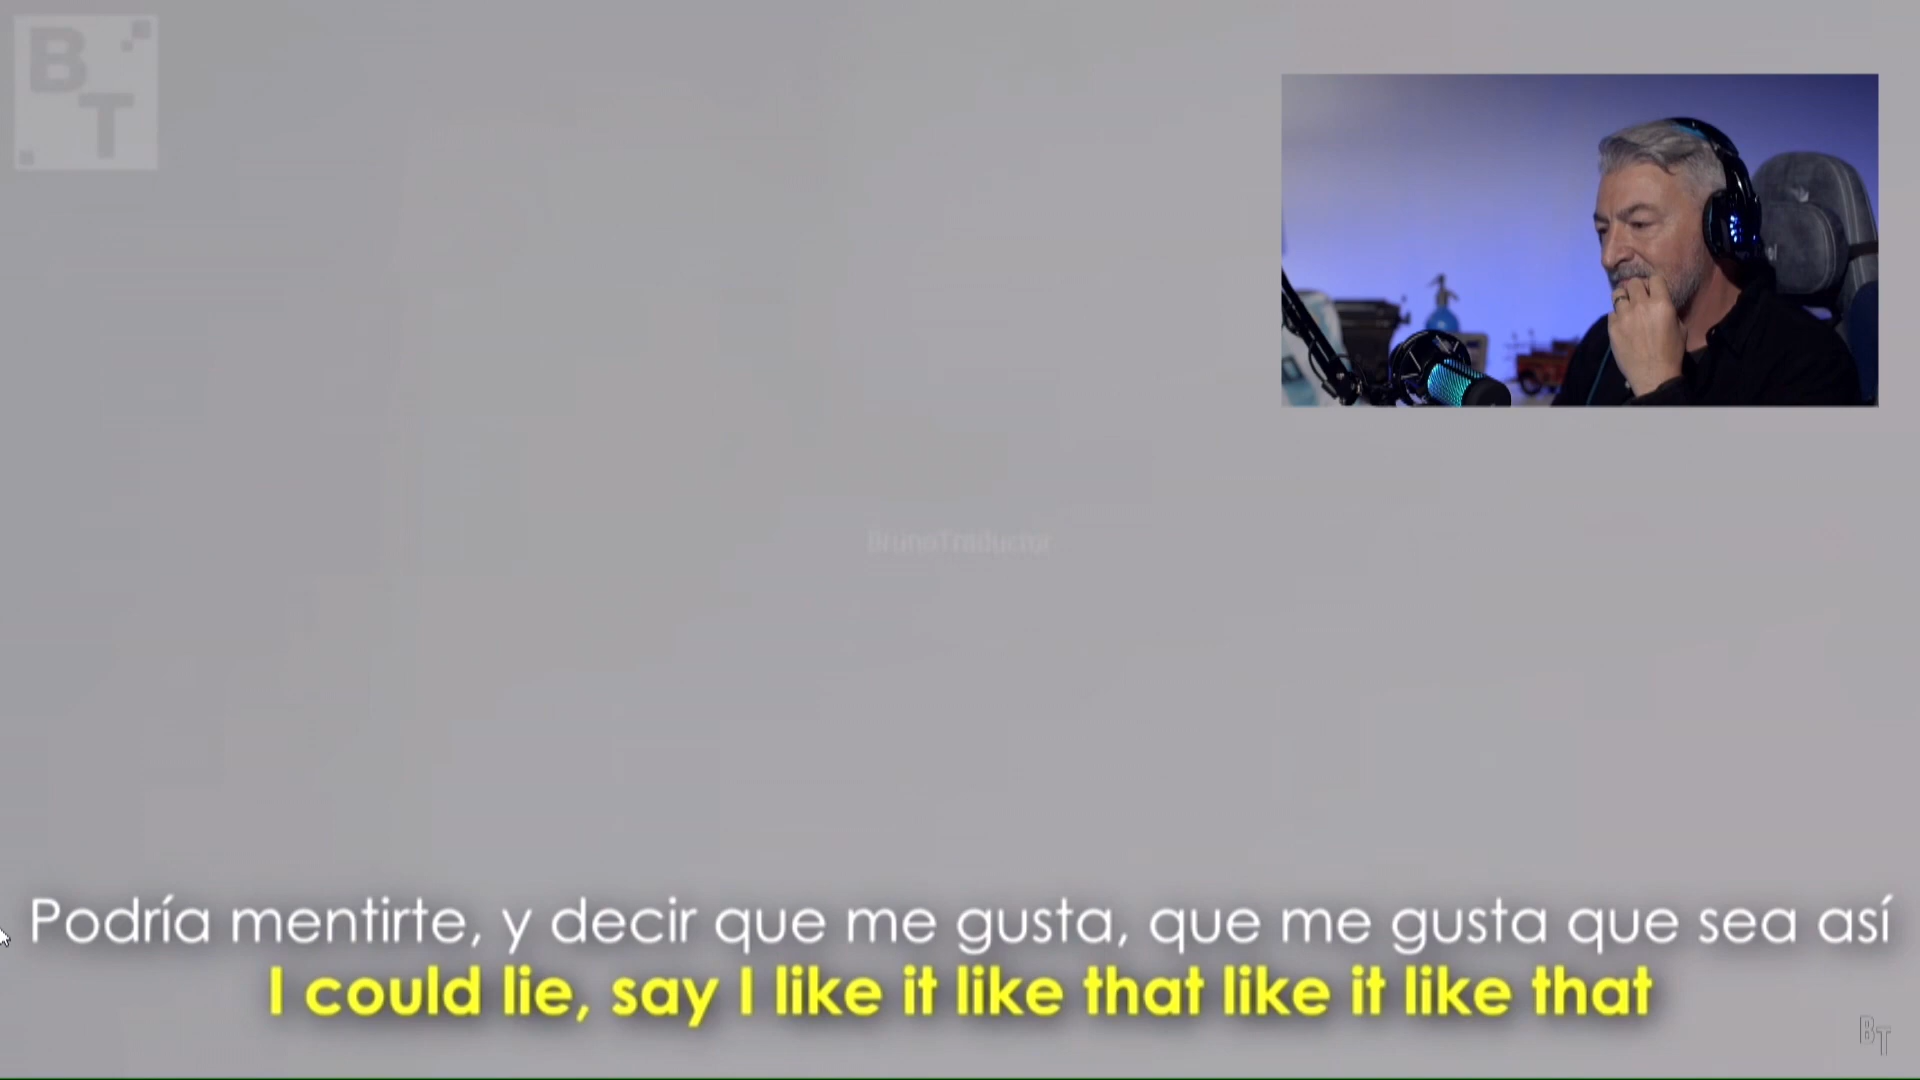 B
T
BrunoTraductor
Podría mentirte, y decir que me gusta, que me gusta que sea así
I could lie, say I like it like that like it like that
BT